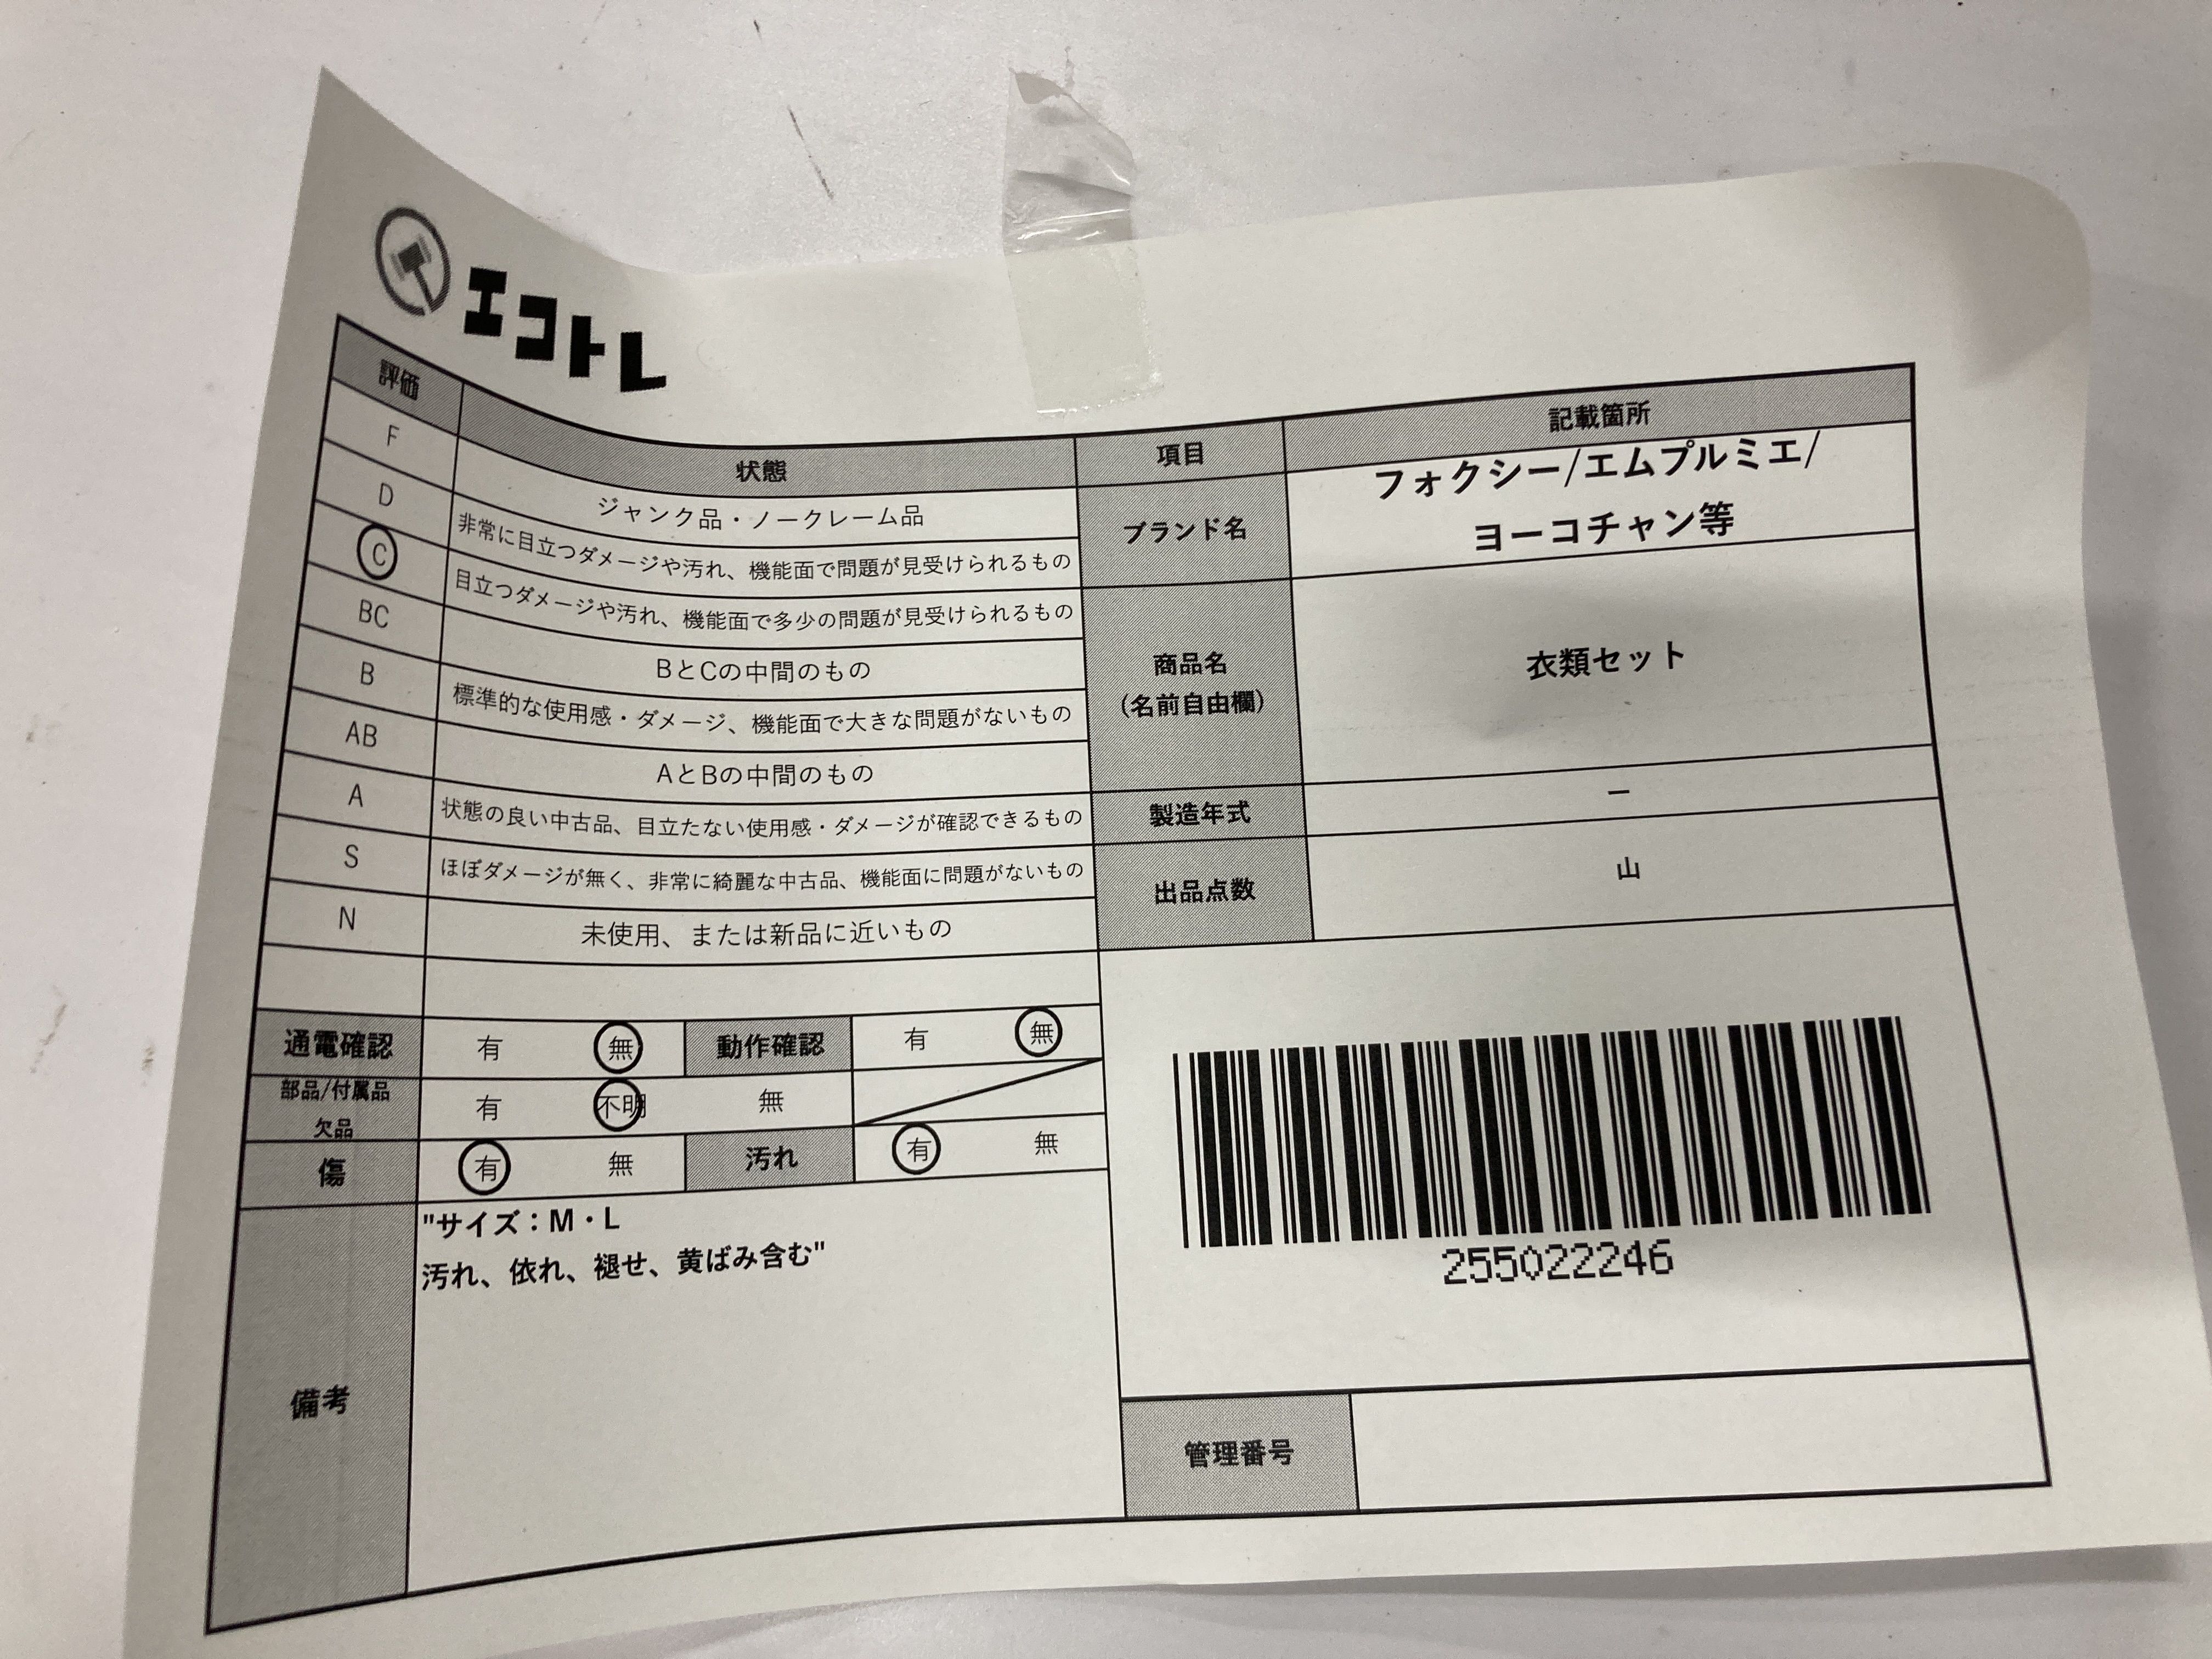 エコトレ
評価 状態 項目 記載箇所
F ジャンク品・ノークレーム品
D 非常に目立つダメージや汚れ、機能面で問題が見受けられるもの
C 目立つダメージや汚れ、機能面で多少の問題が見受けられるもの
BC BとCの中間のもの
B 標準的な使用感・ダメージ、機能面で大きな問題がないもの
AB AとBの中間のもの
A 状態の良い中古品、目立たない使用感・ダメージが確認できるもの
S ほぼダメージが無く、非常に綺麗な中古品、機能面に問題がないもの
N 未使用、または新品に近いもの
ブランド名
フォクシー/エムプルミエ/
ヨーコチャン等
商品名
(名前自由欄)
衣類セット
製造年式 ー
出品点数 山
通電確認 有 無 動作確認 有 無
部品/付属品
欠品
有 不明 無
傷 有 無 汚れ 有 無
備考
"サイズ：M・L
汚れ、依れ、褪せ、黄ばみ含む"
255022246
管理番号